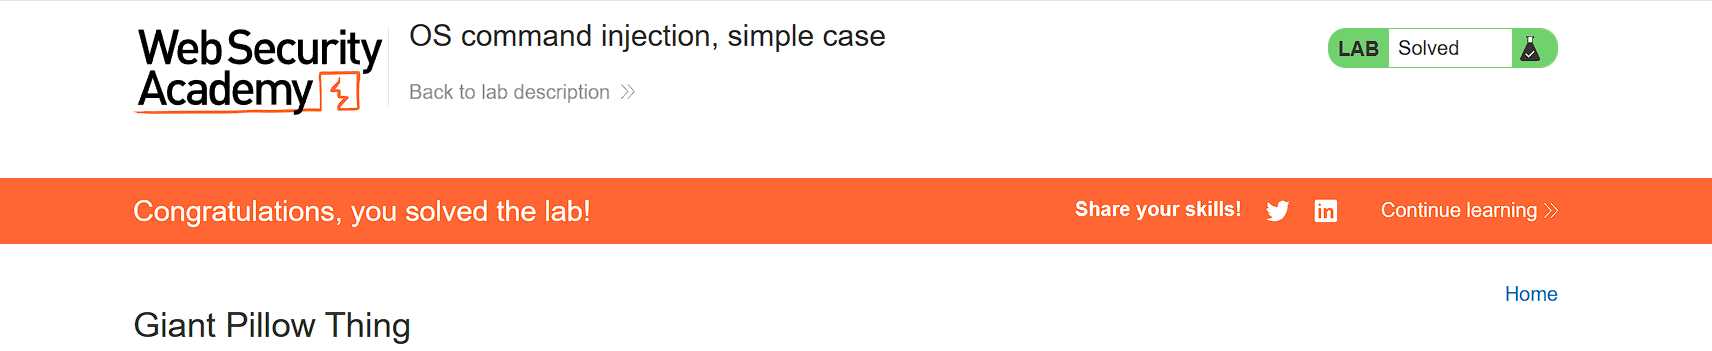 Web Security
Academy
OS command injection, simple case
Back to lab description
LAB Solved
Congratulations, you solved the lab!
Share your skills!
Continue learning
Home
Giant Pillow Thing